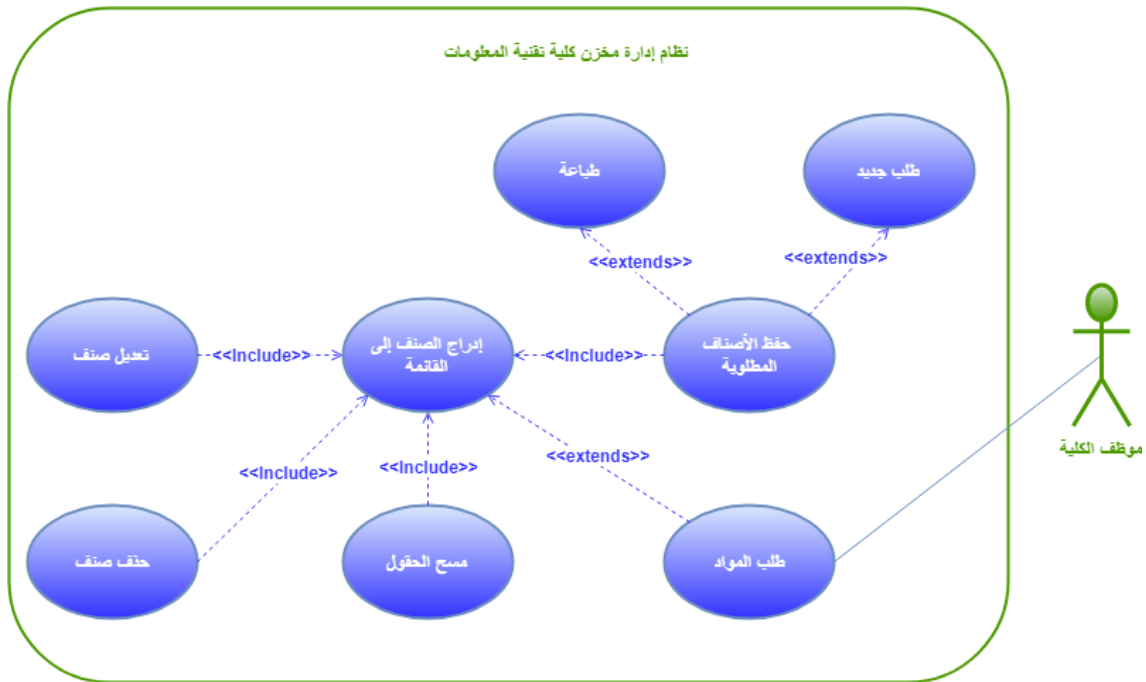 نظام إدارة مخزن كلية تقنية المعلومات
طباعة
طلب جديد
<<extends>>
<<extends>>
تعديل صنف
<<Include>>
إدراج الصنف إلى
القائمة
<<Include>>
حفظ الأصناف
المطلوبة
موظف الكلية
<<Include>>
<<Include>>
<<extends>>
حذف صنف
مسح الحقول
طلب المواد